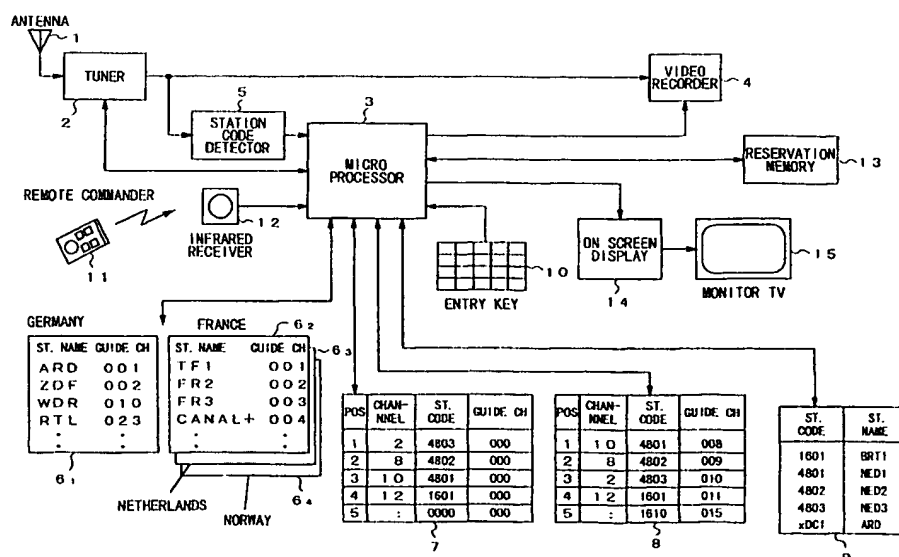 ANTENNA
1
TUNER
2
5
STATION
CODE
DETECTOR
3
MICRO
PROCESSOR
VIDEO
RECORDER
4
RESERVATION
MEMORY
13
REMOTE COMMANDER
11
12
INFRARED
RECEIVER
10
ENTRY KEY
ON SCREEN
DISPLAY
14
15
MONITOR TV
GERMANY
ST. NAME GUIDE CH
ARD 001
ZDF 002
WDR 010
RTL 023
: :
6₁
FRANCE
6₂
6₃
ST. NAME GUIDE CH
TF1 001
FR2 002
FR3 003
CANAL+ 004
: :
6₄
NETHERLANDS
NORWAY
POS CHAN-NNEL ST. CODE GUIDE CH
1 2 4803 000
2 8 4802 000
3 10 4801 000
4 12 1601 000
5 : 0000 000
7
POS CHAN-NNEL ST. CODE GUIDE CH
1 10 4801 008
2 8 4802 009
3 2 4803 010
4 12 1601 011
5 : 1610 015
8
ST. CODE ST. NAME
1601 BRT1
4801 NED1
4802 NED2
4803 NED3
xDC1 ARD
9